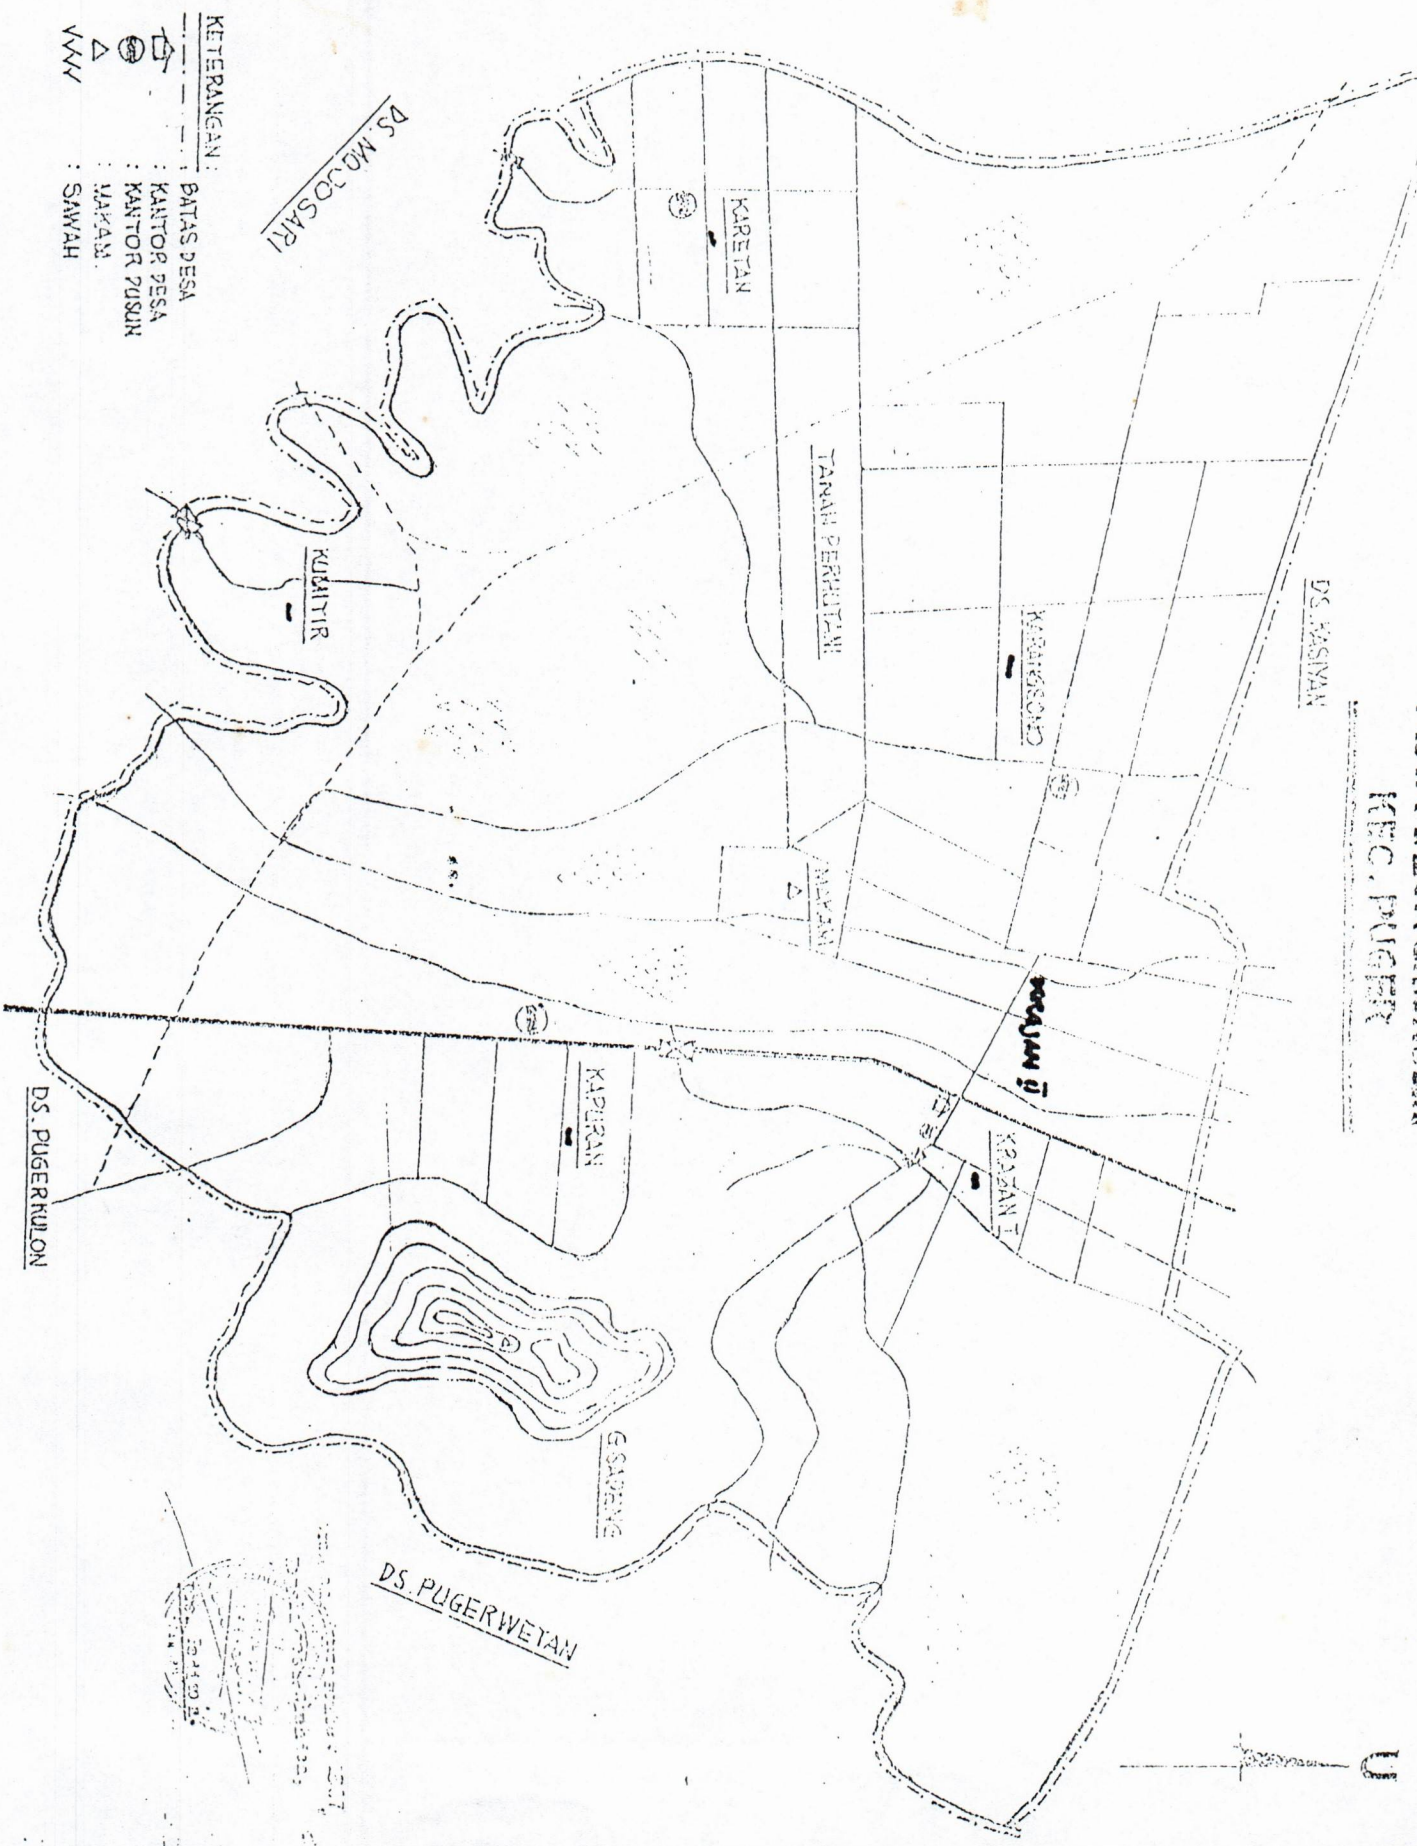 KEC. PUGER
U
DS. KASIYAN
KARETAN
TANAH PERHUTANI
KARANGSONO
MAKAM
KRAJAN II
KRAJAN I
DS. MOJOSARI
KUMITIR
KAPURAN
G. SADENG
DS. PUGERKULON
DS. PUGERWETAN
KETERANGAN :
: BATAS DESA
: KANTOR DESA
: KANTOR DUSUN
: MAKAM.
: SAWAH